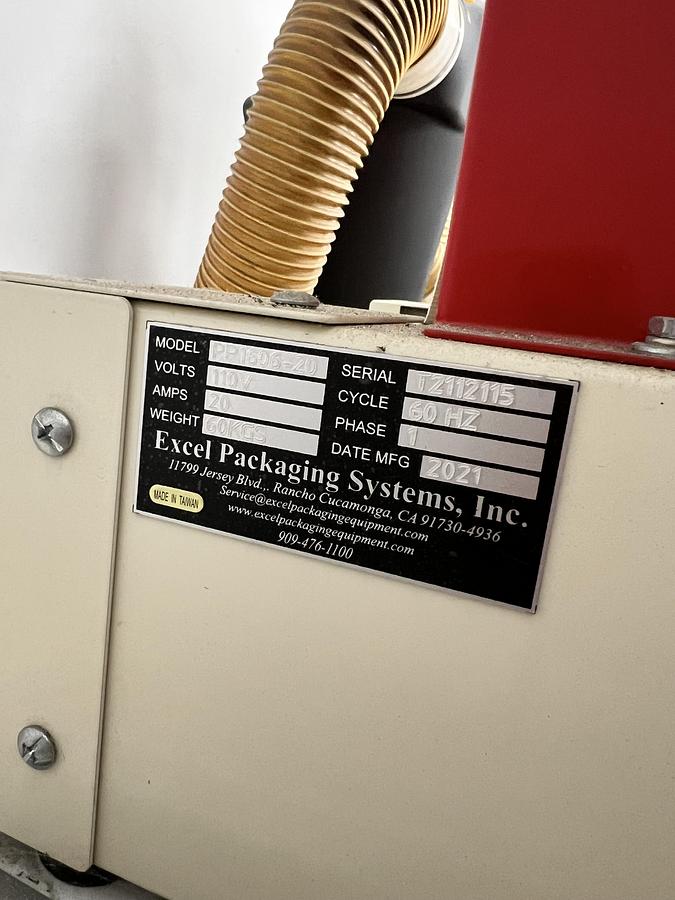 MODEL PP1606-20
VOLTS 110V
AMPS 20
WEIGHT 60KGS
SERIAL T2112115
CYCLE 60 HZ
PHASE 1
DATE MFG 2021
Excel Packaging Systems, Inc.
11799 Jersey Blvd.,. Rancho Cucamonga, CA 91730-4936
MADE IN TAIWAN
Service@excelpackagingequipment.com
www.excelpackagingequipment.com
909-476-1100